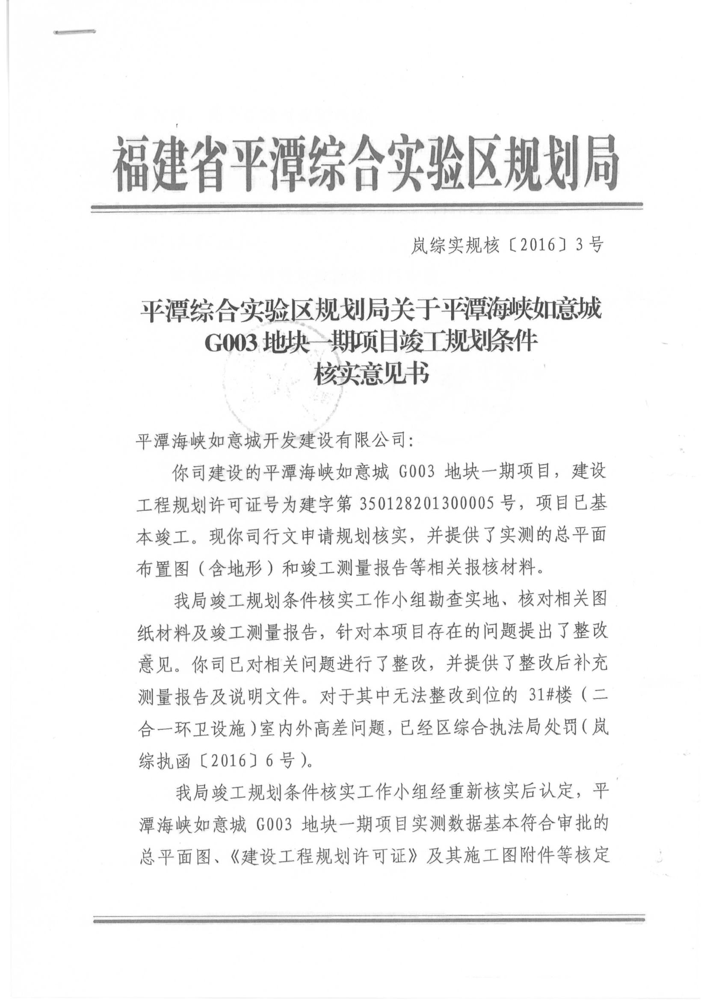 福建省平潭综合实验区规划局
岚综实规核〔2016〕3号
平潭综合实验区规划局关于平潭海峡如意城
G003地块一期项目竣工规划条件
核实意见书
平潭海峡如意城开发建设有限公司：
你司建设的平潭海峡如意城 G003 地块一期项目，建设
工程规划许可证号为建字第 350128201300005 号，项目已基
本竣工。现你司行文申请规划核实，并提供了实测的总平面
布置图（含地形）和竣工测量报告等相关报核材料。
我局竣工规划条件核实工作小组勘查实地、核对相关图
纸材料及竣工测量报告，针对本项目存在的问题提出了整改
意见。你司已对相关问题进行了整改，并提供了整改后补充
测量报告及说明文件。对于其中无法整改到位的 31#楼（二
合一环卫设施）室内外高差问题，已经区综合执法局处罚（岚
综执函〔2016〕6号）。
我局竣工规划条件核实工作小组经重新核实后认定，平
潭海峡如意城 G003 地块一期项目实测数据基本符合审批的
总平面图、《建设工程规划许可证》及其施工图附件等核定